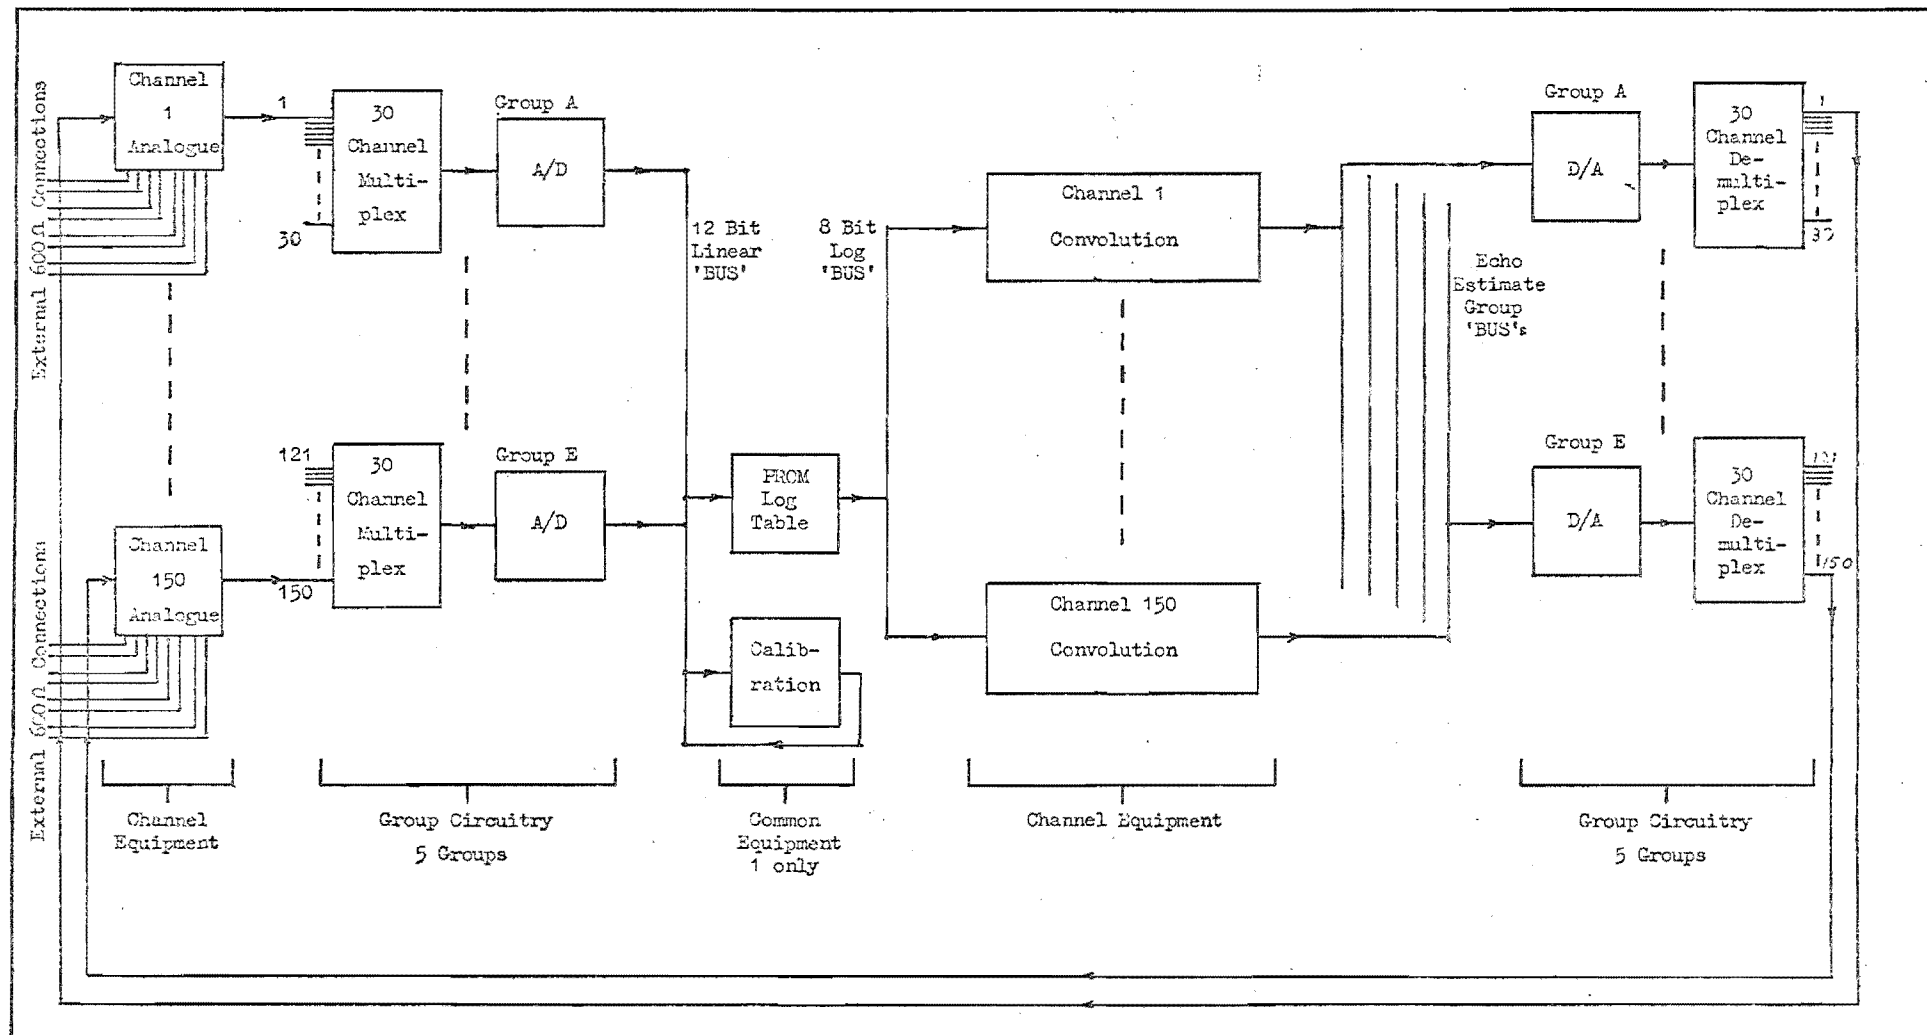 External 600Ω Connections
Channel
1
Analogue
1
30
30
Channel
Multi-
plex
Group A
A/D
12 Bit
Linear
'BUS'
8 Bit
Log
'BUS'
Channel 1
Convolution
Echo
Estimate
Group
'BUS's
Group A
D/A
30
Channel
De-
multi-
plex
1
30
External 600Ω Connections
Channel
150
Analogue
121
150
30
Channel
Multi-
plex
Group E
A/D
PROM
Log
Table
Calib-
ration
Channel 150
Convolution
Group E
D/A
30
Channel
De-
multi-
plex
121
150
Channel
Equipment
Group Circuitry
5 Groups
Common
Equipment
1 only
Channel Equipment
Group Circuitry
5 Groups